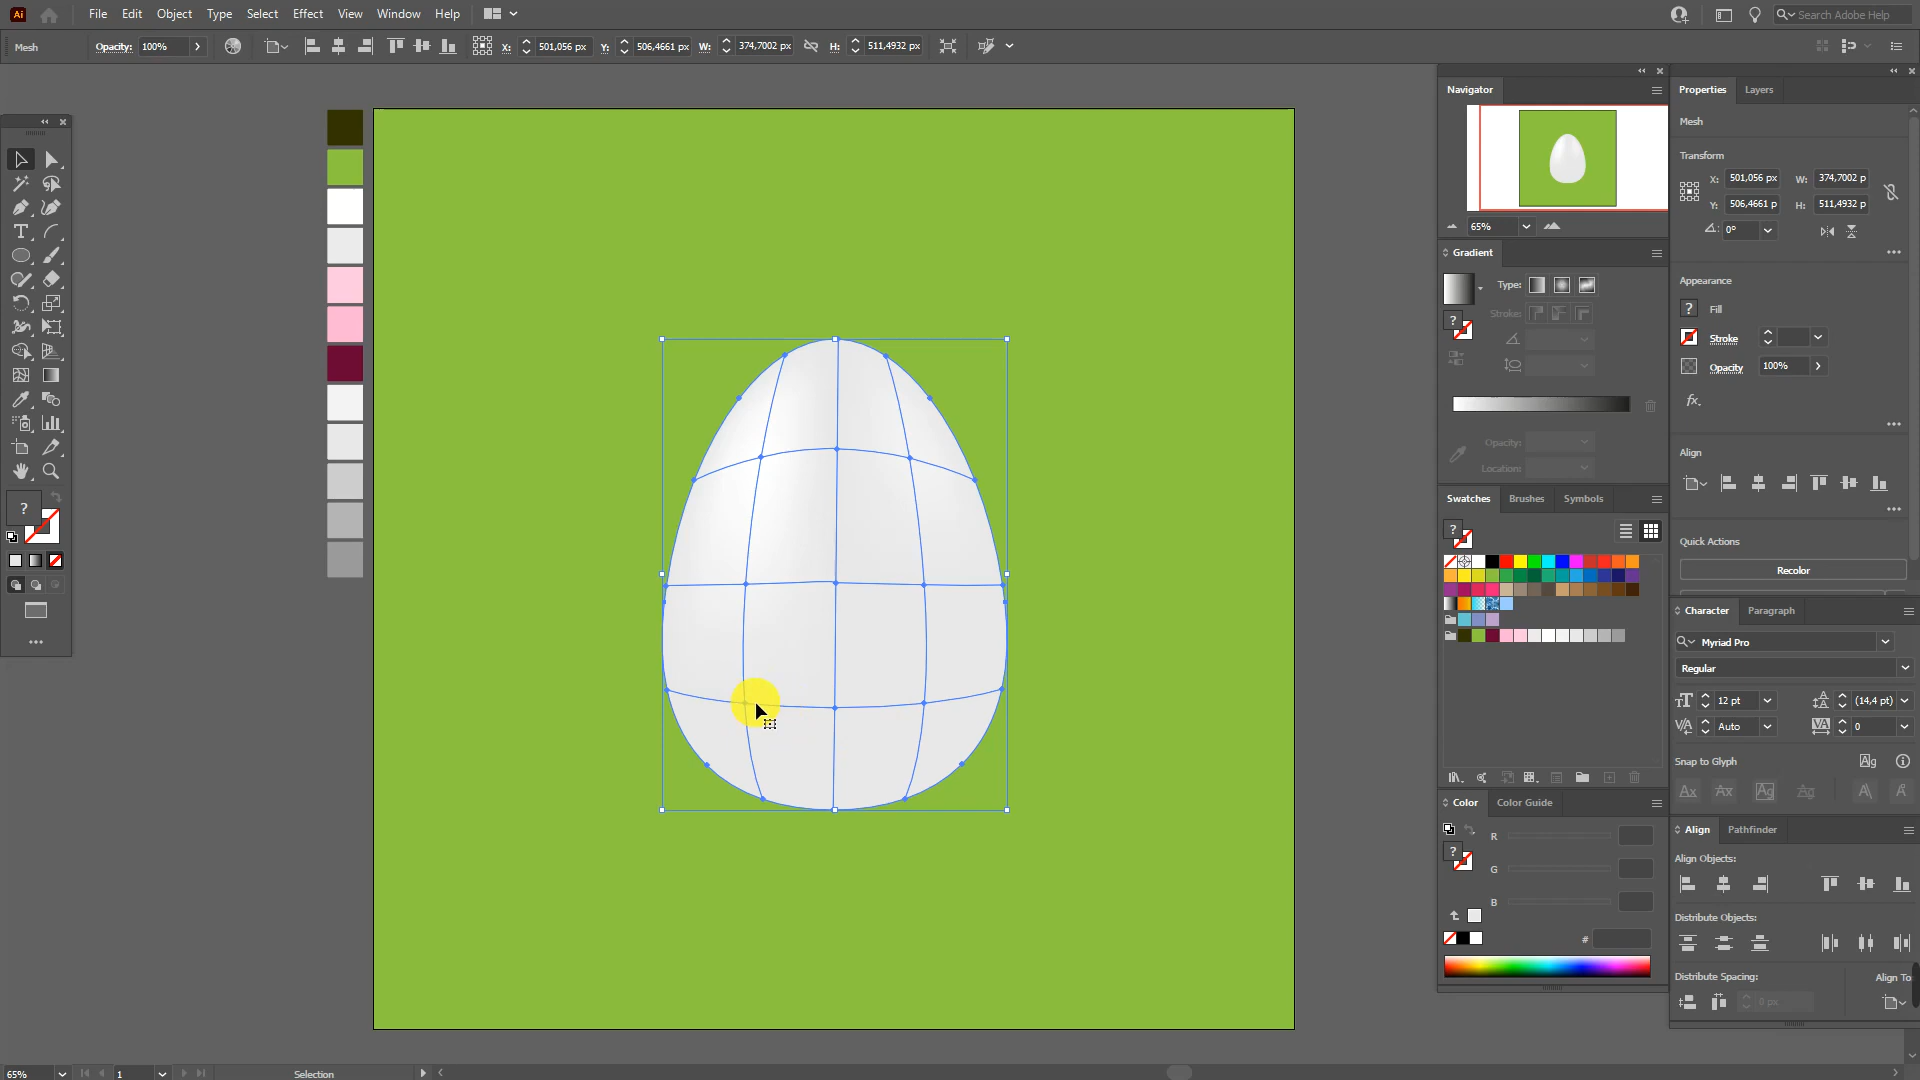 Ai File Edit Object Type Select Effect View Window Help Search Adobe Help
Mesh Opacity: 100% X: 501,056 px Y: 506,4661 px W: 374,7002 px H: 511,4932 px
Navigator
65%
Gradient
Type:
Stroke:
Opacity:
Location:
Swatches Brushes Symbols
Color Color Guide
R
G
B
#
Properties Layers
Mesh
Transform
X: 501,056 px W: 374,7002 p
Y: 506,4661 p H: 511,4932 p
0°
Appearance
? Fill
Stroke
Opacity 100%
fx
Align
Quick Actions
Recolor
Character Paragraph
Myriad Pro
Regular
12 pt (14,4 pt)
Auto 0
Snap to Glyph
Align Pathfinder
Align Objects:
Distribute Objects:
Distribute Spacing: Align To
0 px
65% 1 Selection